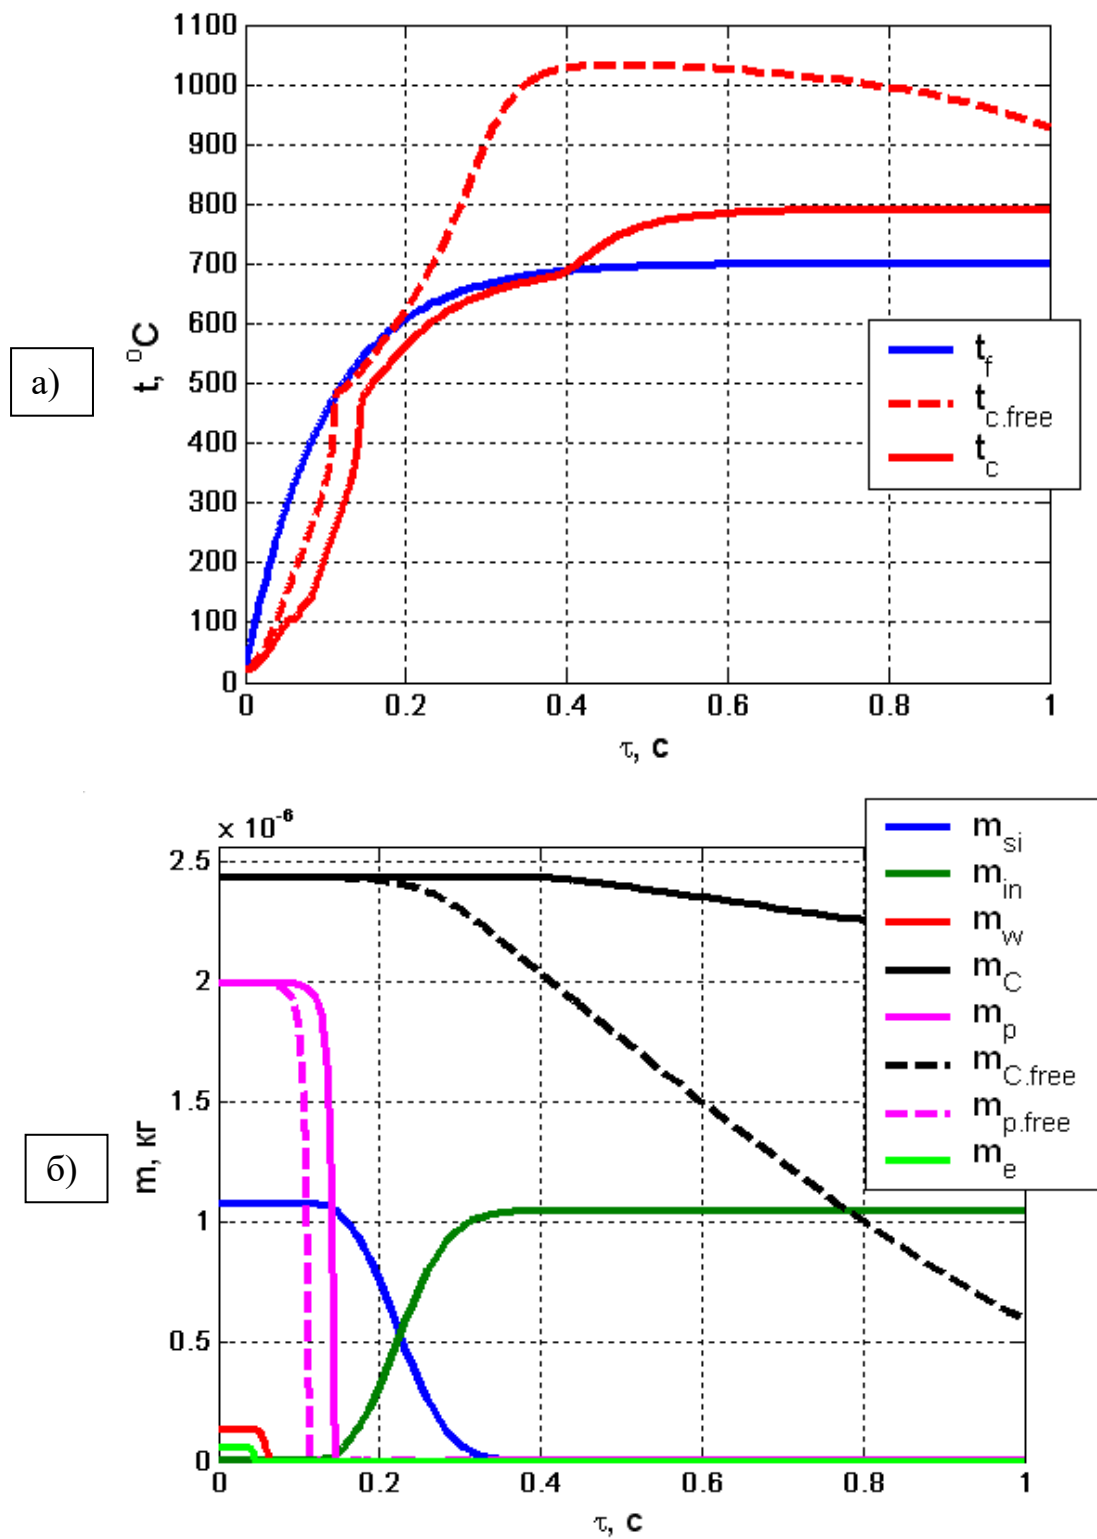 1100
1000
900
800
700
600
500
400
300
200
100
0
t, °C
а)
t_f
t_c.free
t_c
0 0.2 0.4 0.6 0.8 1
τ, с
× 10^-6
2.5
2
1.5
1
0.5
0
m, кг
б)
m_si
m_in
m_w
m_C
m_p
m_C.free
m_p.free
m_e
0 0.2 0.4 0.6 0.8 1
τ, с